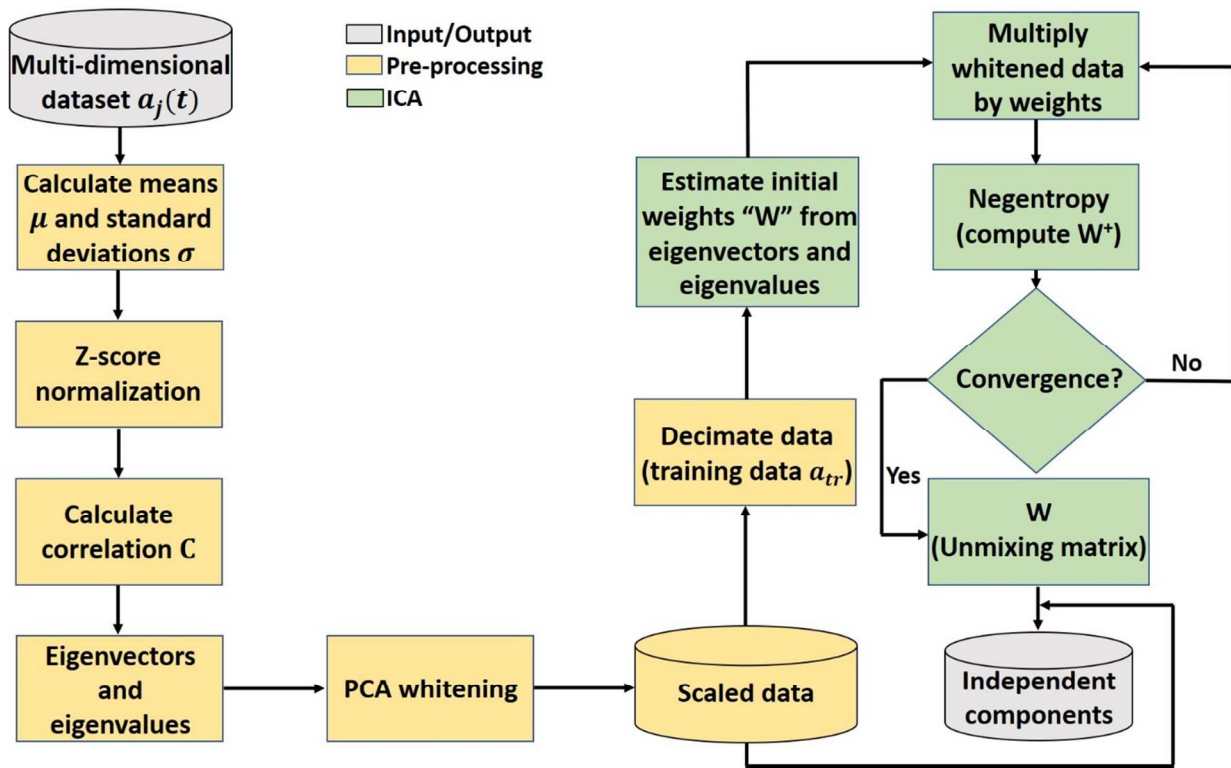 Multi-dimensional
dataset a_j(t)
Calculate means
μ and standard
deviations σ
Z-score
normalization
Calculate
correlation C
Eigenvectors
and
eigenvalues
PCA whitening
Input/Output
Pre-processing
ICA
Scaled data
Decimate data
(training data a_tr)
Estimate initial
weights “W” from
eigenvectors and
eigenvalues
Multiply
whitened data
by weights
Negentropy
(compute W⁺)
Convergence?
No
Yes
W
(Unmixing matrix)
Independent
components